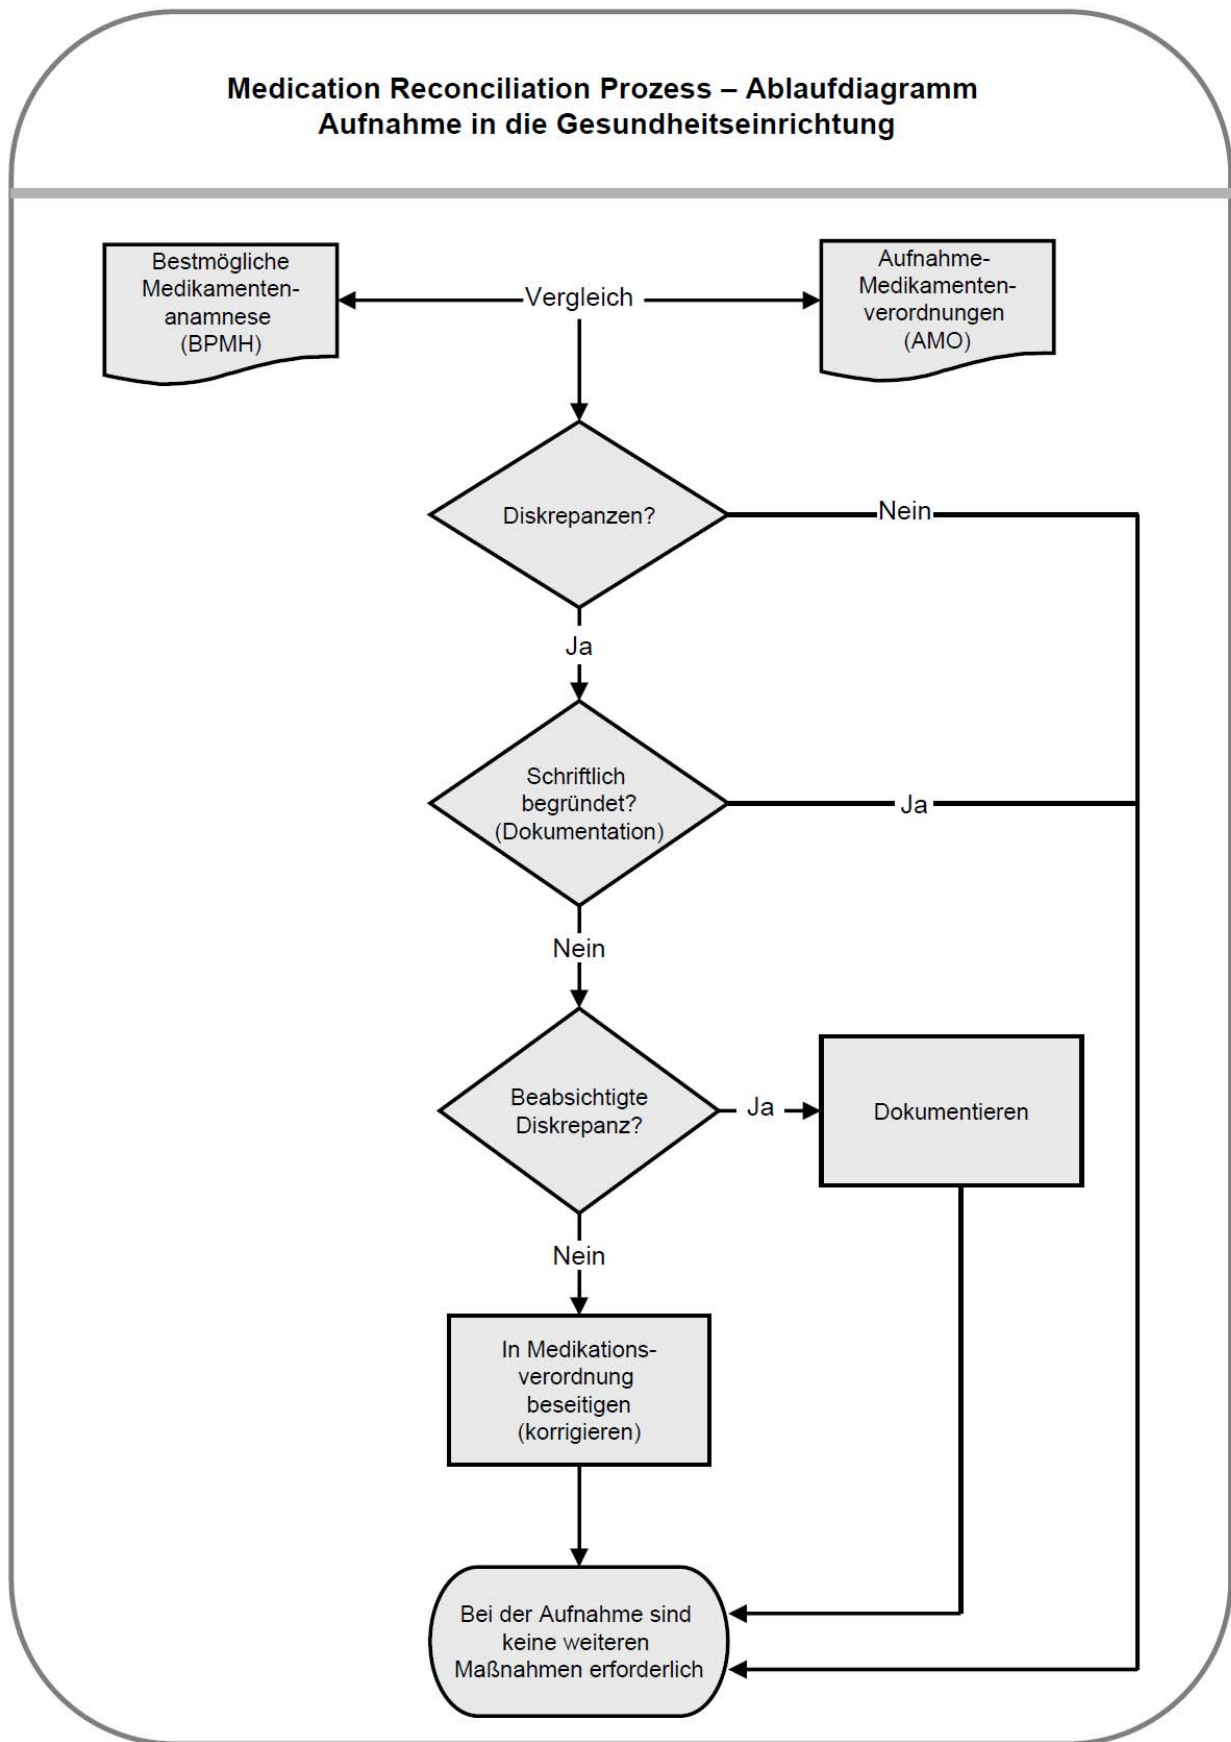 Medication Reconciliation Prozess – Ablaufdiagramm
Aufnahme in die Gesundheitseinrichtung
Bestmögliche
Medikamenten-
anamnese
(BPMH)
Vergleich
Aufnahme-
Medikamenten-
verordnungen
(AMO)
Diskrepanzen?
Nein
Ja
Schriftlich
begründet?
(Dokumentation)
Ja
Nein
Beabsichtigte
Diskrepanz?
Ja
Dokumentieren
Nein
In Medikations-
verordnung
beseitigen
(korrigieren)
Bei der Aufnahme sind
keine weiteren
Maßnahmen erforderlich